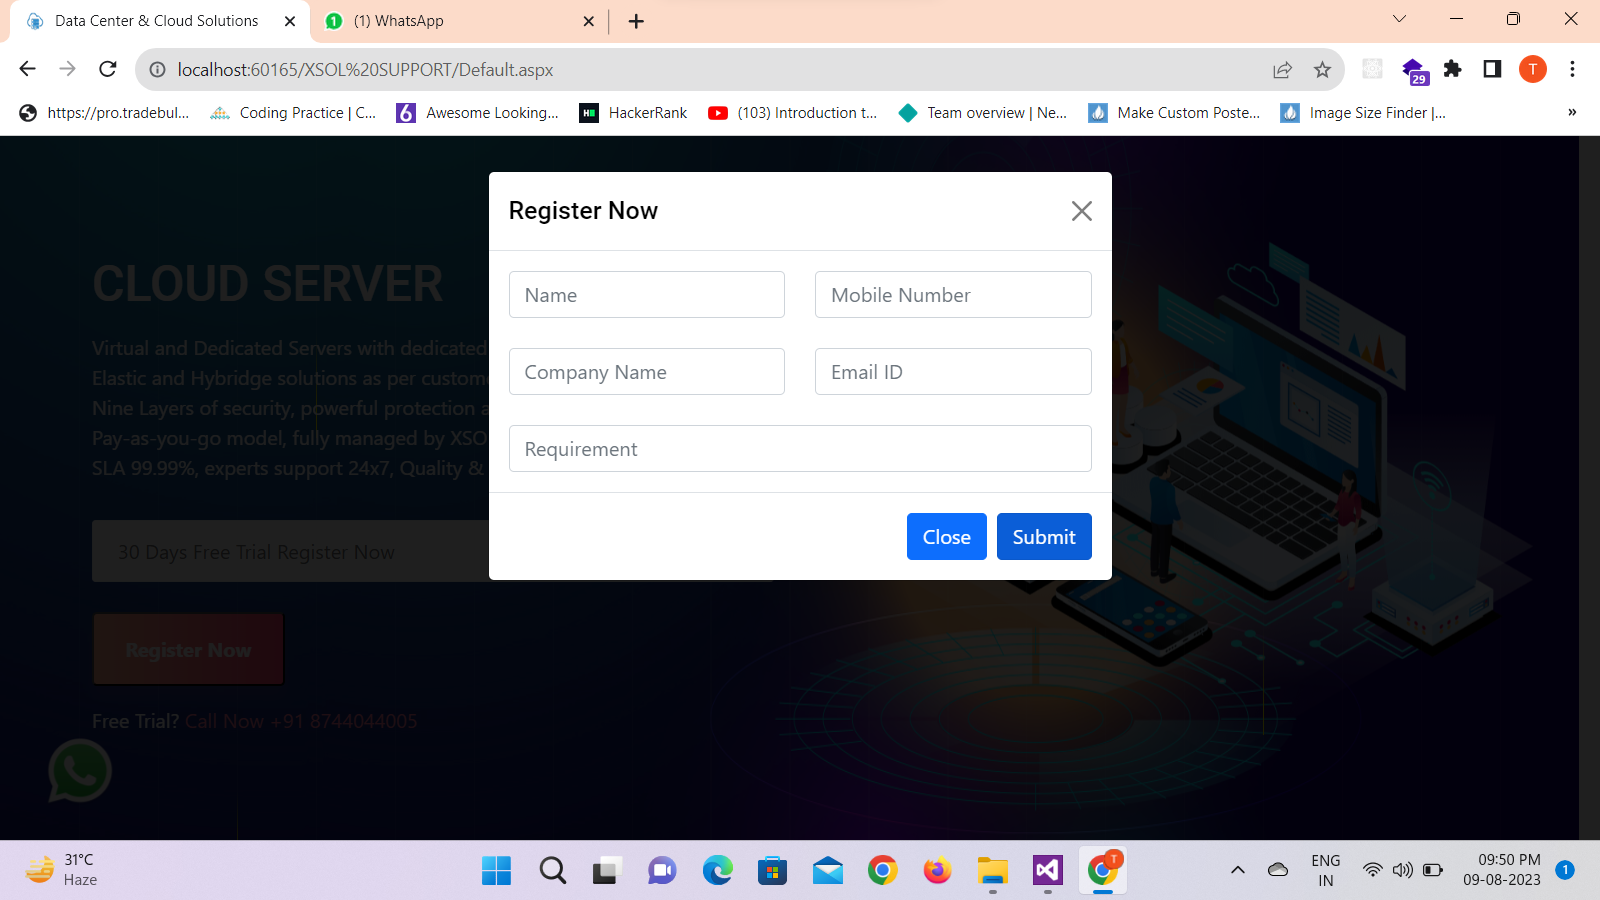 Data Center & Cloud Solutions
(1) WhatsApp
localhost:60165/XSOL%20SUPPORT/Default.aspx
29
T
https://pro.tradebul...
Coding Practice | C...
Awesome Looking...
HackerRank
(103) Introduction t...
Team overview | Ne...
Make Custom Poste...
Image Size Finder |...
»
Register Now
Name
Mobile Number
Company Name
Email ID
Requirement
Close
Submit
CLOUD SERVER
Virtual and Dedicated Servers with dedicated
Elastic and Hybridge solutions as per custome
Nine Layers of security, powerful protection a
Pay-as-you-go model, fully managed by XSO
SLA 99.99%, experts support 24x7, Quality &
30 Days Free Trial Register Now
Register Now
Free Trial? Call Now +91 8744044005
31°C
Haze
T
ENG
IN
09:50 PM
09-08-2023
1